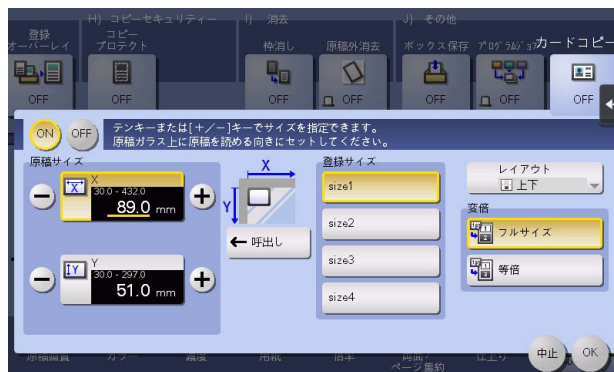 H) コピーセキュリティー
I) 消去
J) その他
登録
オーバーレイ
コピー
プロテクト
枠消し
原稿外消去
ボックス保存
ﾌﾟﾛｸﾞﾗﾑｼﾞｮﾌﾞ
カードコピー
OFF
OFF
OFF
OFF
OFF
OFF
OFF
ON
OFF
テンキーまたは[+/-]キーでサイズを指定できます。
原稿ガラス上に原稿を読める向きにセットしてください。
原稿サイズ
X
X
30.0 - 432.0
89.0 mm
Y
Y
30.0 - 297.0
51.0 mm
X
Y
← 呼出し
登録サイズ
size1
size2
size3
size4
レイアウト
上下
変倍
フルサイズ
等倍
原稿画質
カラー
濃度
用紙
倍率
両面/
ページ集約
仕上り
中止
OK